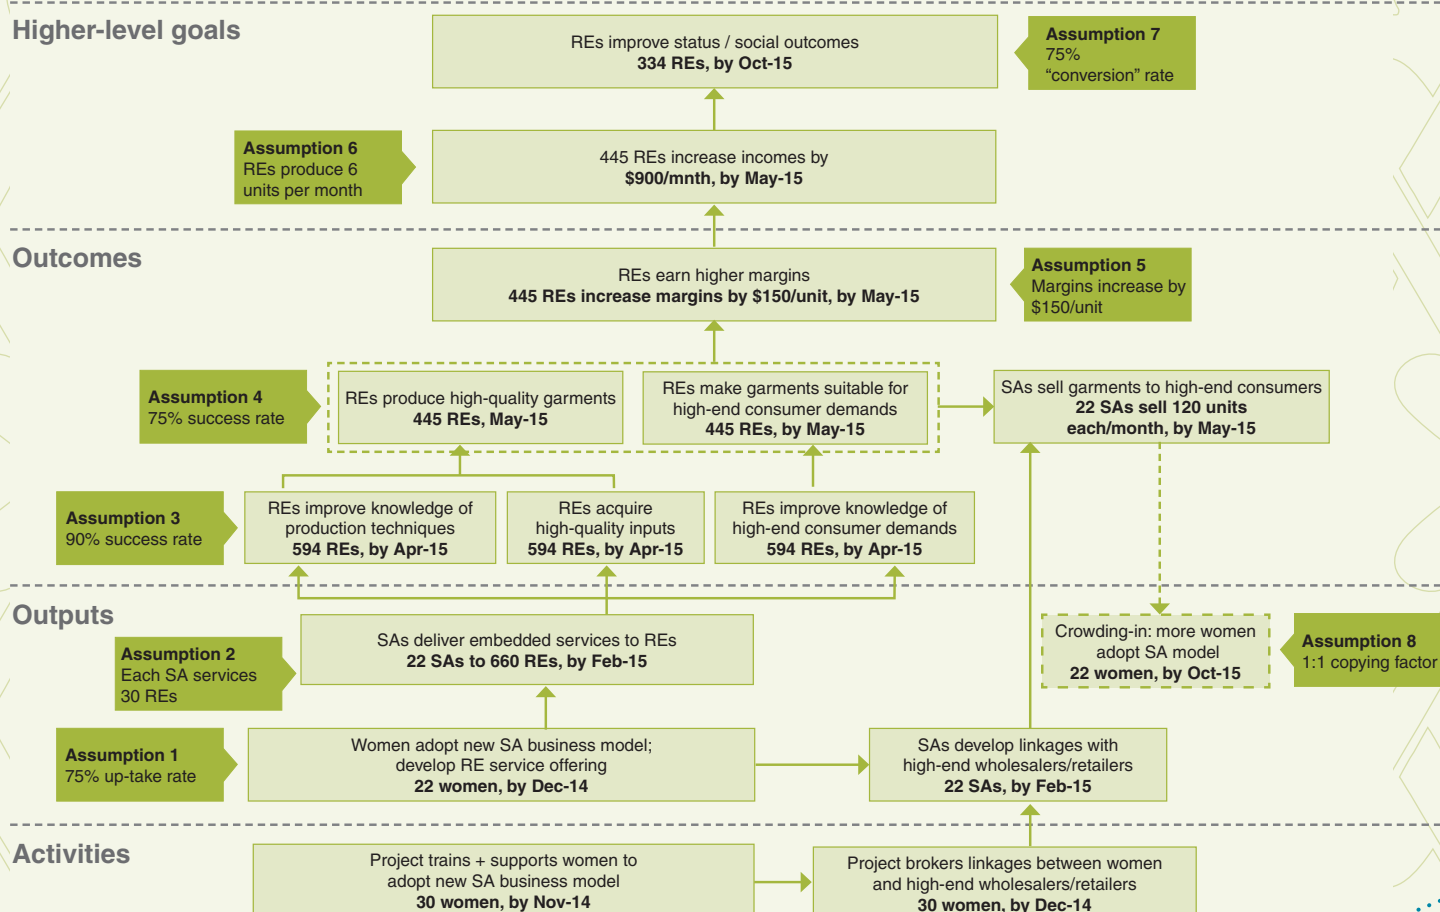 Higher-level goals
REs improve status / social outcomes
334 REs, by Oct-15
Assumption 7
75%
“conversion” rate
Assumption 6
REs produce 6
units per month
445 REs increase incomes by
$900/mnth, by May-15
Outcomes
REs earn higher margins
445 REs increase margins by $150/unit, by May-15
Assumption 5
Margins increase by
$150/unit
Assumption 4
75% success rate
REs produce high-quality garments
445 REs, May-15
REs make garments suitable for
high-end consumer demands
445 REs, by May-15
SAs sell garments to high-end consumers
22 SAs sell 120 units
each/month, by May-15
Assumption 3
90% success rate
REs improve knowledge of
production techniques
594 REs, by Apr-15
REs acquire
high-quality inputs
594 REs, by Apr-15
REs improve knowledge of
high-end consumer demands
594 REs, by Apr-15
Outputs
Assumption 2
Each SA services
30 REs
SAs deliver embedded services to REs
22 SAs to 660 REs, by Feb-15
Crowding-in: more women
adopt SA model
22 women, by Oct-15
Assumption 8
1:1 copying factor
Assumption 1
75% up-take rate
Women adopt new SA business model;
develop RE service offering
22 women, by Dec-14
SAs develop linkages with
high-end wholesalers/retailers
22 SAs, by Feb-15
Activities
Project trains + supports women to
adopt new SA business model
30 women, by Nov-14
Project brokers linkages between women
and high-end wholesalers/retailers
30 women, by Dec-14